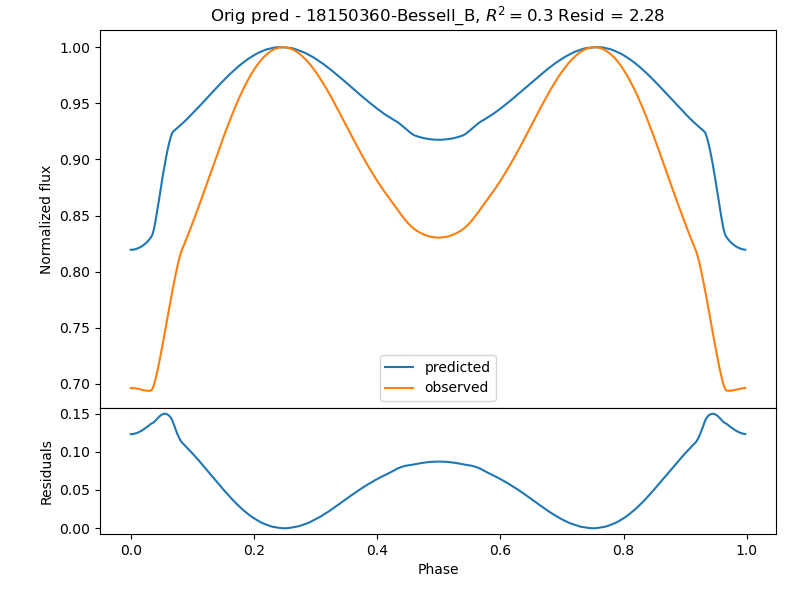 Orig pred - 18150360-Bessell_B, R² = 0.3 Resid = 2.28
Normalized flux
1.00
0.95
0.90
0.85
0.80
0.75
0.70
predicted
observed
Residuals
0.15
0.10
0.05
0.00
0.0 0.2 0.4 0.6 0.8 1.0
Phase